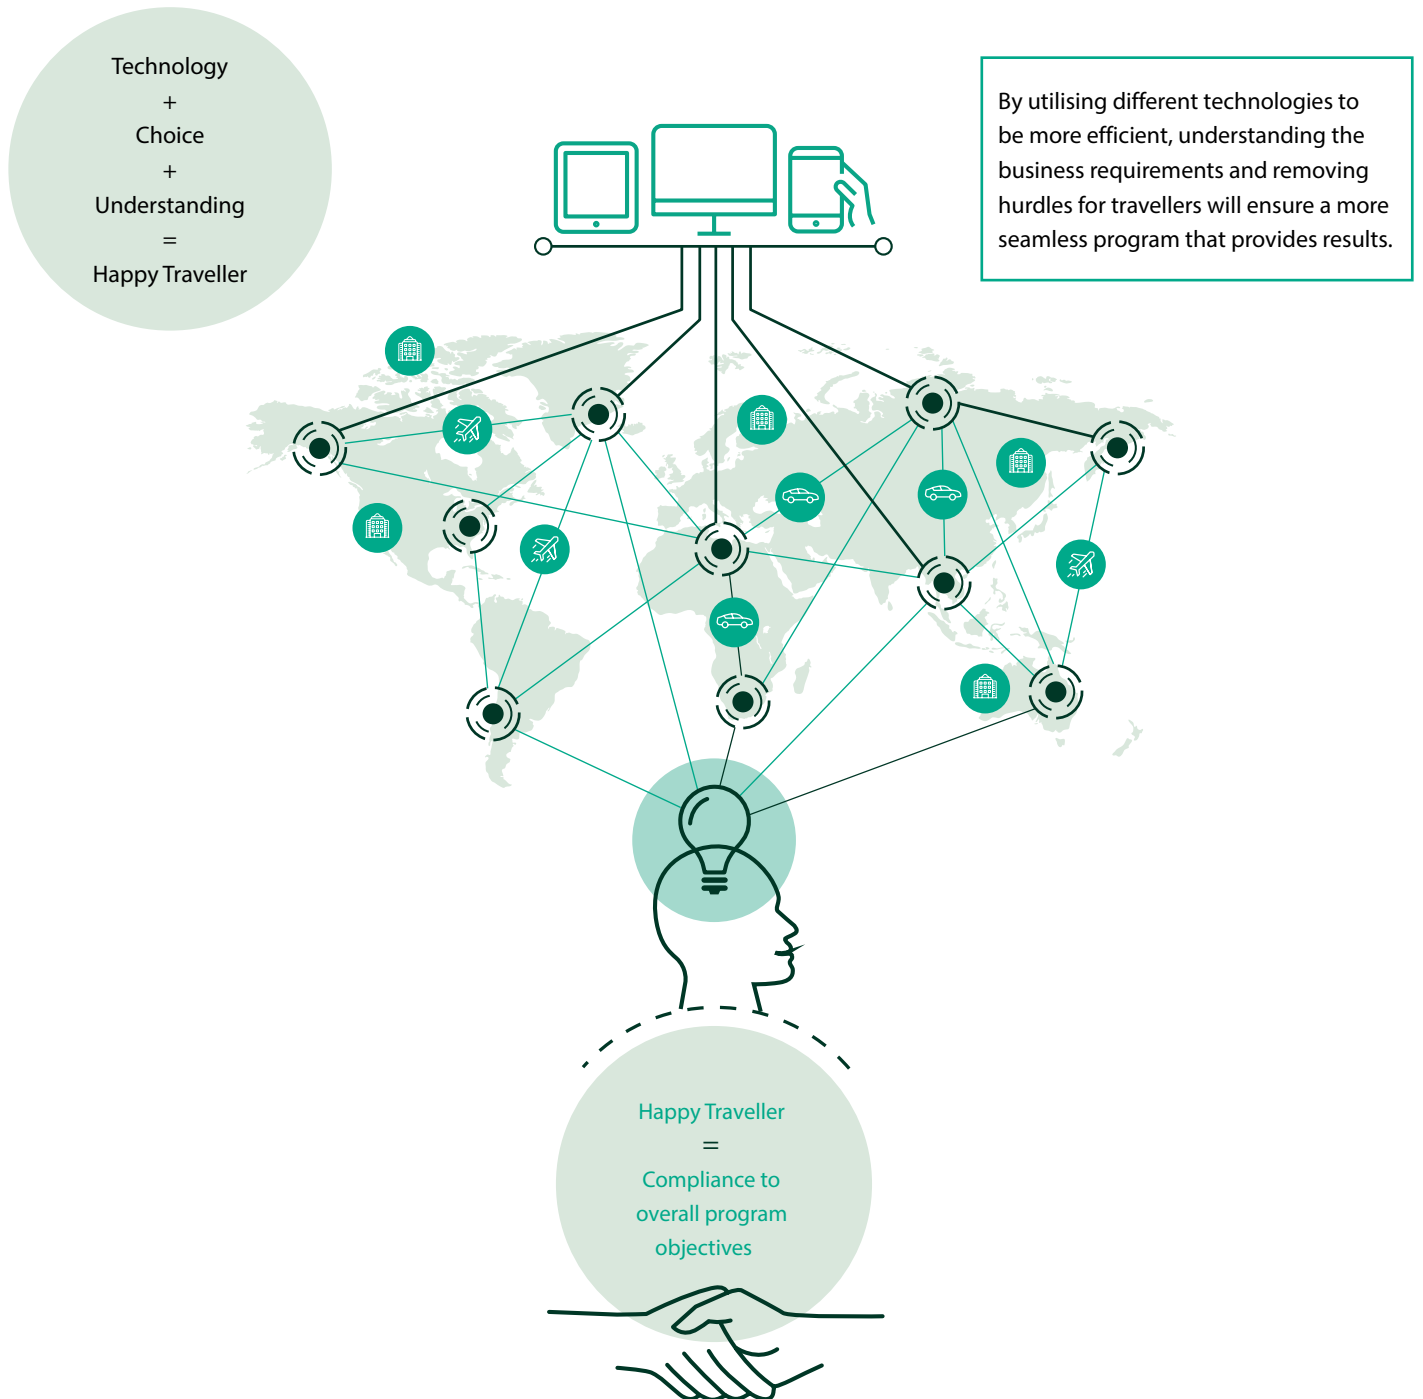 Technology
+
Choice
+
Understanding
=
Happy Traveller
By utilising different technologies to
be more efficient, understanding the
business requirements and removing
hurdles for travellers will ensure a more
seamless program that provides results.
Happy Traveller
=
Compliance to
overall program
objectives